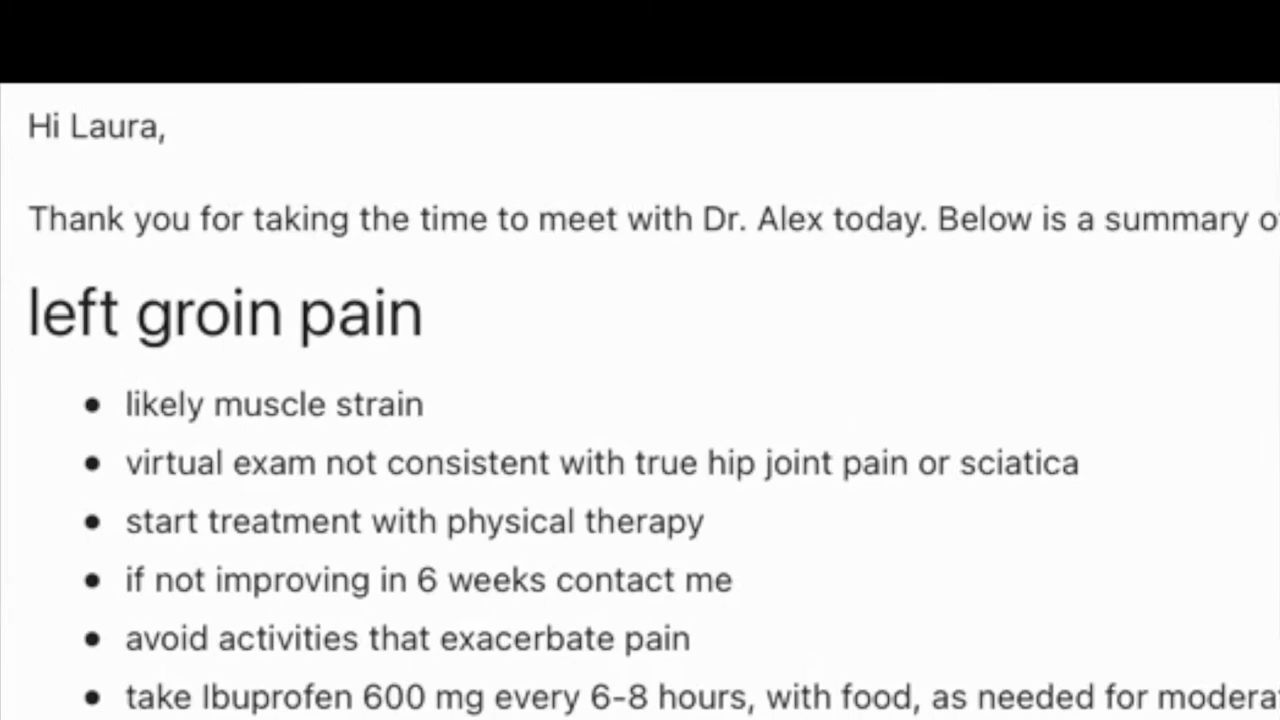 Hi Laura,
Thank you for taking the time to meet with Dr. Alex today. Below is a summary
left groin pain
• likely muscle strain
• virtual exam not consistent with true hip joint pain or sciatica
• start treatment with physical therapy
• if not improving in 6 weeks contact me
• avoid activities that exacerbate pain
• take Ibuprofen 600 mg every 6-8 hours, with food, as needed for